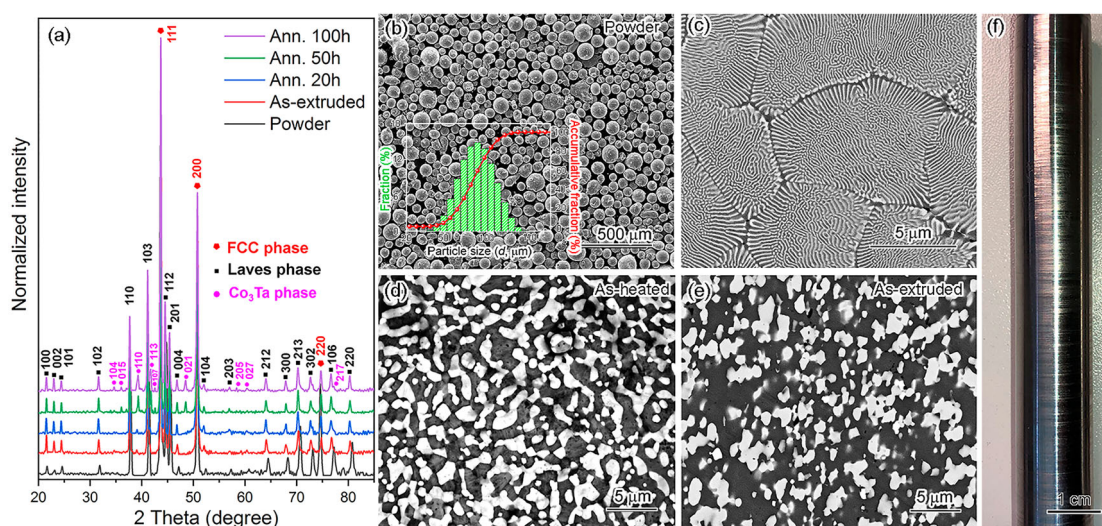 (a)
Ann. 100h
Ann. 50h
Ann. 20h
As-extruded
Powder
111
200
FCC phase
Laves phase
Co₃Ta phase
100
002
101
102
104
015
110
110
103
113
112
201
004
021
104
203
205
027
212
300
213
302
220
106
217
220
Normalized intensity
20 30 40 50 60 70 80
2 Theta (degree)
(b)
Powder
Fraction (%)
Accumulative fraction (%)
Particle size (d, μm)
500 μm
(c)
5 μm
(d)
As-heated
5 μm
(e)
As-extruded
5 μm
(f)
1 cm